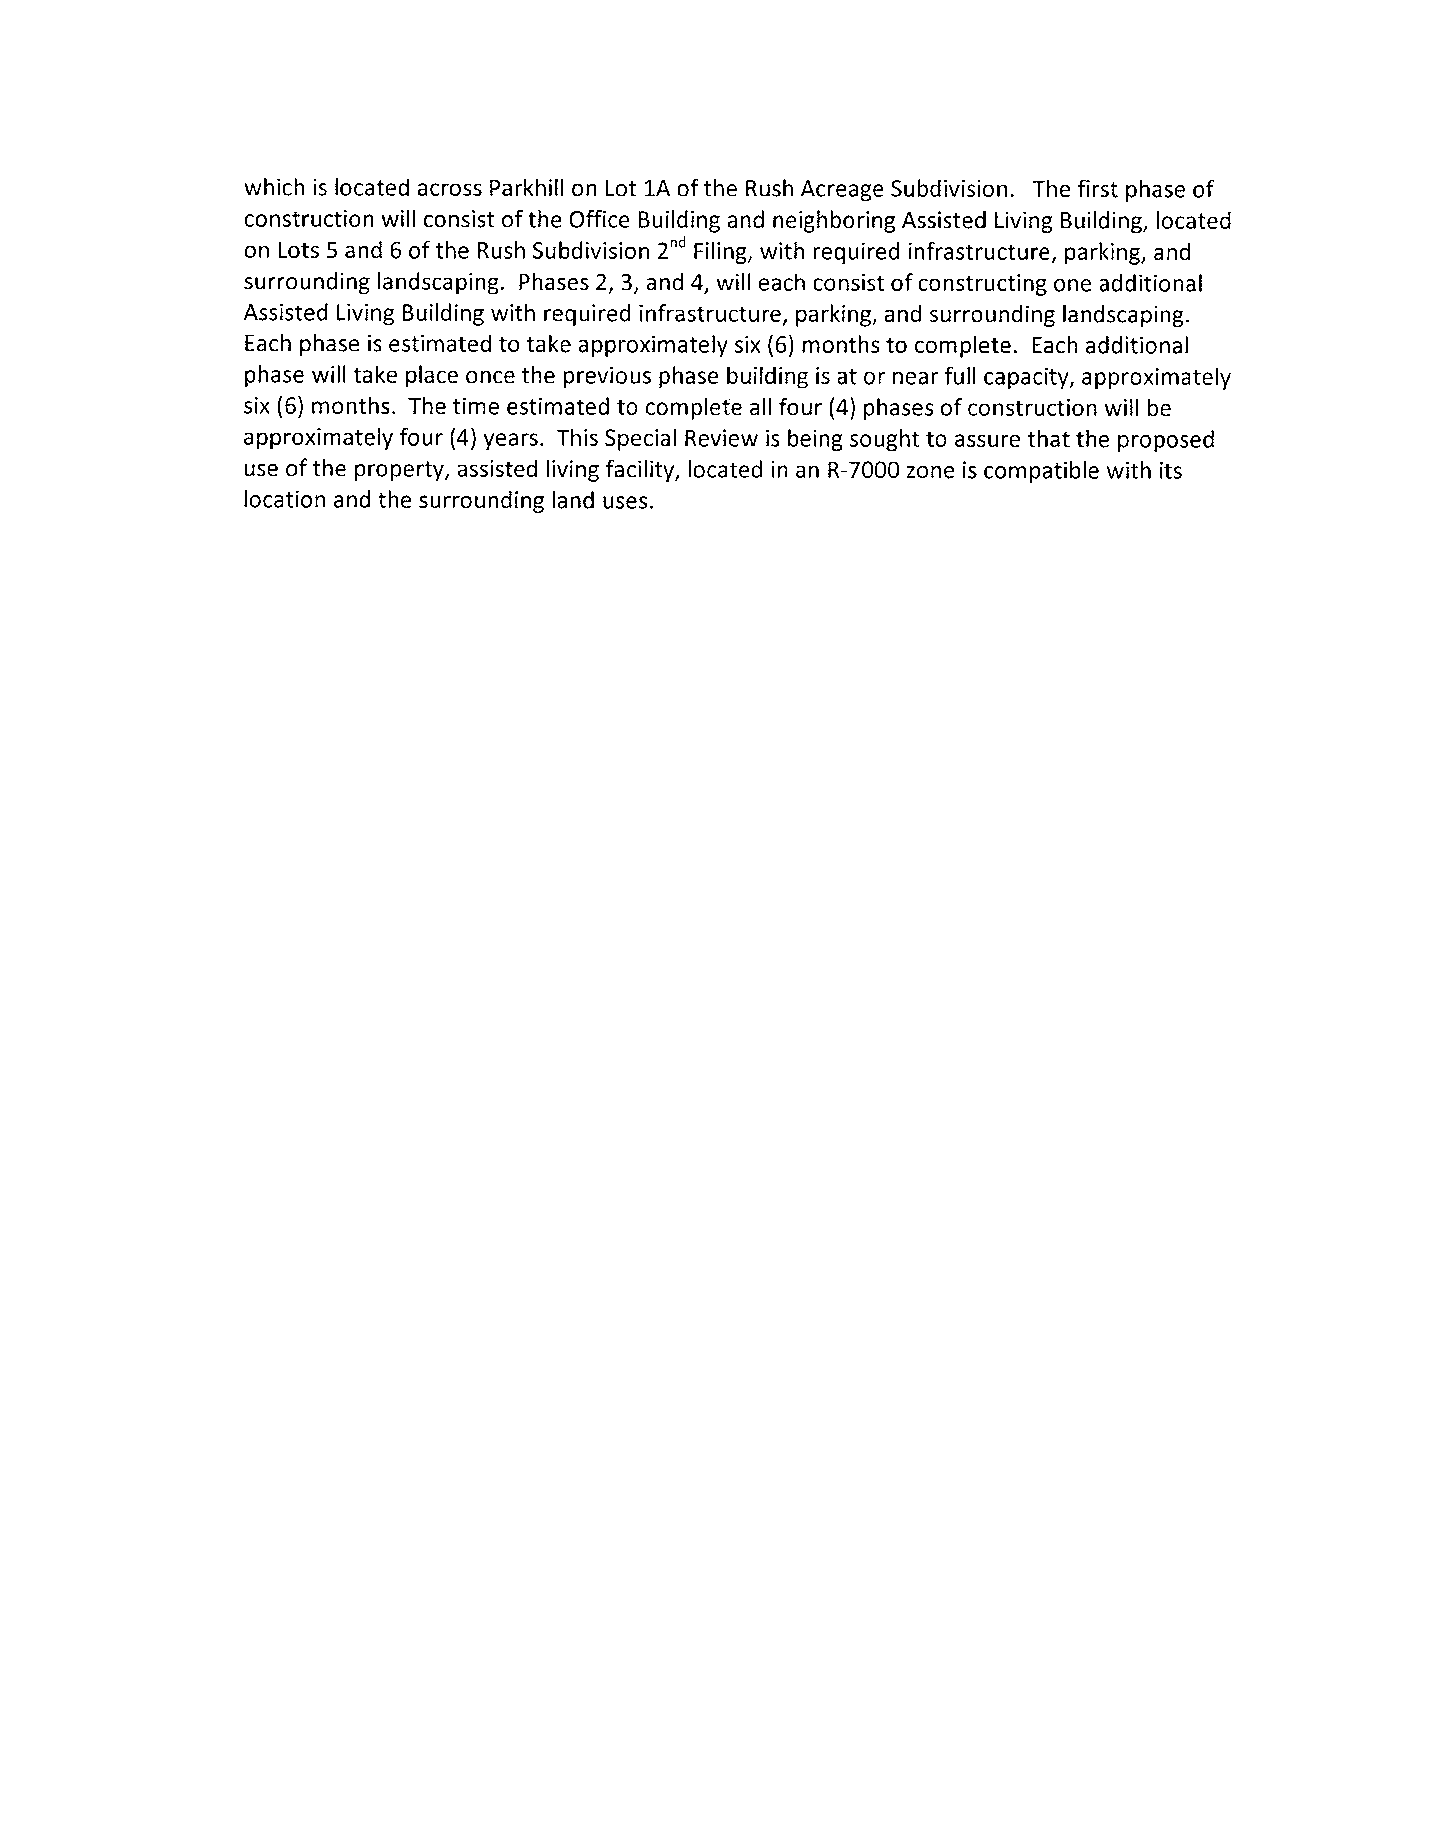 which is located across Parkhill on Lot 1A of the Rush Acreage Subdivision. The first phase of
construction will consist of the Office Building and neighboring Assisted Living Building, located
on Lots 5 and 6 of the Rush Subdivision 2nd Filing, with required infrastructure, parking, and
surrounding landscaping. Phases 2, 3, and 4, will each consist of constructing one additional
Assisted Living Building with required infrastructure, parking, and surrounding landscaping.
Each phase is estimated to take approximately six (6) months to complete. Each additional
phase will take place once the previous phase building is at or near full capacity, approximately
six (6) months. The time estimated to complete all four (4) phases of construction will be
approximately four (4) years. This Special Review is being sought to assure that the proposed
use of the property, assisted living facility, located in an R-7000 zone is compatible with its
location and the surrounding land uses.